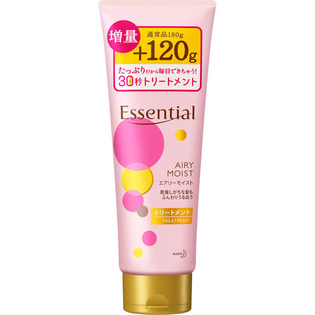 増量
通常品180g
+120g
たっぷりだから毎日できちゃう!
30秒トリートメント
Essential
AIRY
MOIST
エアリーモイスト
乾燥しがちな髪も
ふんわりうるおう
トリートメント
TREATMENT
KAO